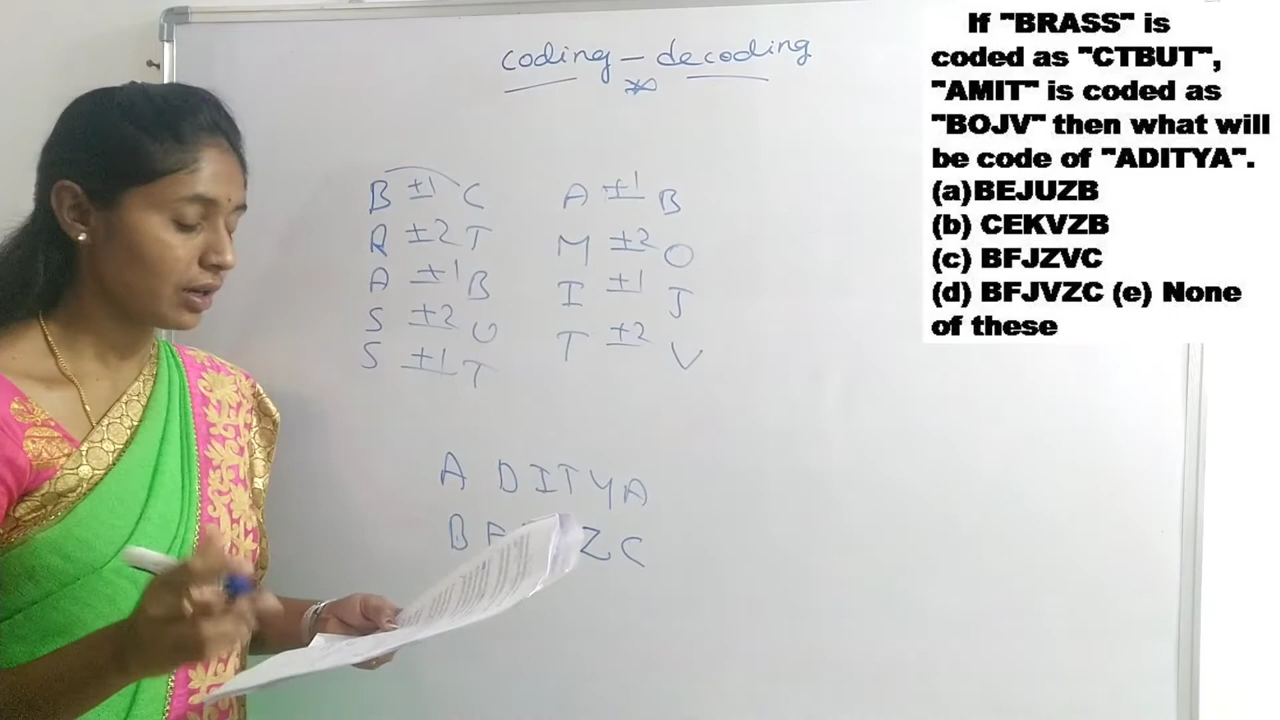 coding - decoding
B ±1 C
R ±2 T
A ±1 B
S ±2 U
S ±1 T
A ±1 B
M ±2 O
I ±1 J
T ±2 V
A D I T Y A
B F Z C
If "BRASS" is
coded as "CTBUT",
"AMIT" is coded as
"BOJV" then what will
be code of "ADITYA".
(a)BEJUZB
(b) CEKVZB
(c) BFJZVC
(d) BFJVZC (e) None
of these